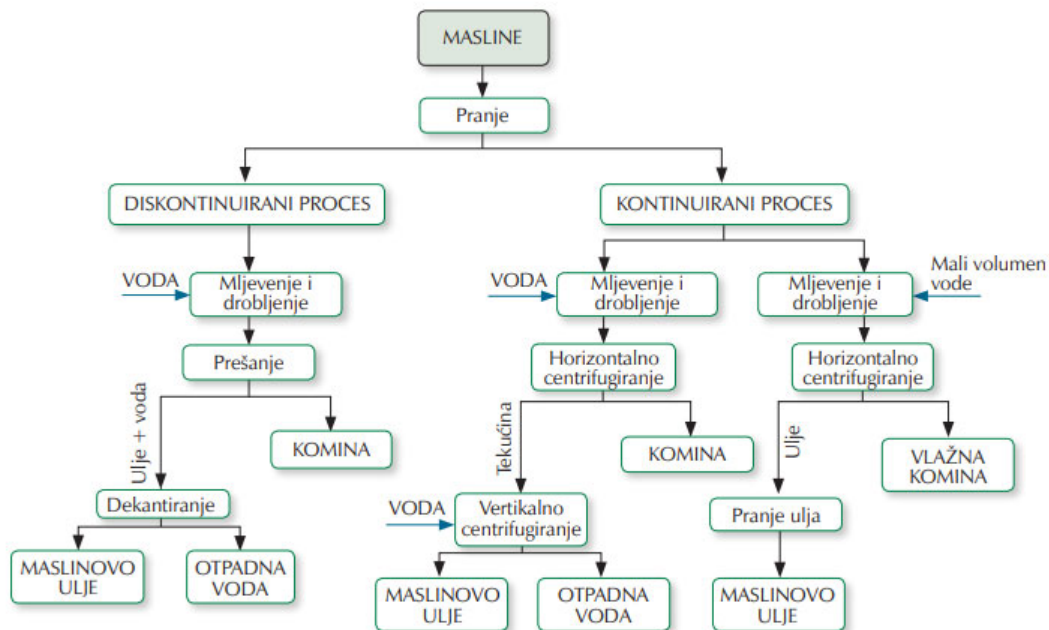 MASLINE
Pranje
DISKONTINUIRANI PROCES
KONTINUIRANI PROCES
VODA
Mljevenje i
drobljenje
VODA
Mljevenje i
drobljenje
Mljevenje i
drobljenje
Mali volumen
vode
Prešanje
Horizontalno
centrifugiranje
Horizontalno
centrifugiranje
Ulje + voda
KOMINA
Tekućina
KOMINA
Ulje
VLAŽNA
KOMINA
Dekantiranje
VODA
Vertikalno
centrifugiranje
Pranje ulja
MASLINOVO
ULJE
OTPADNA
VODA
MASLINOVO
ULJE
OTPADNA
VODA
MASLINOVO
ULJE